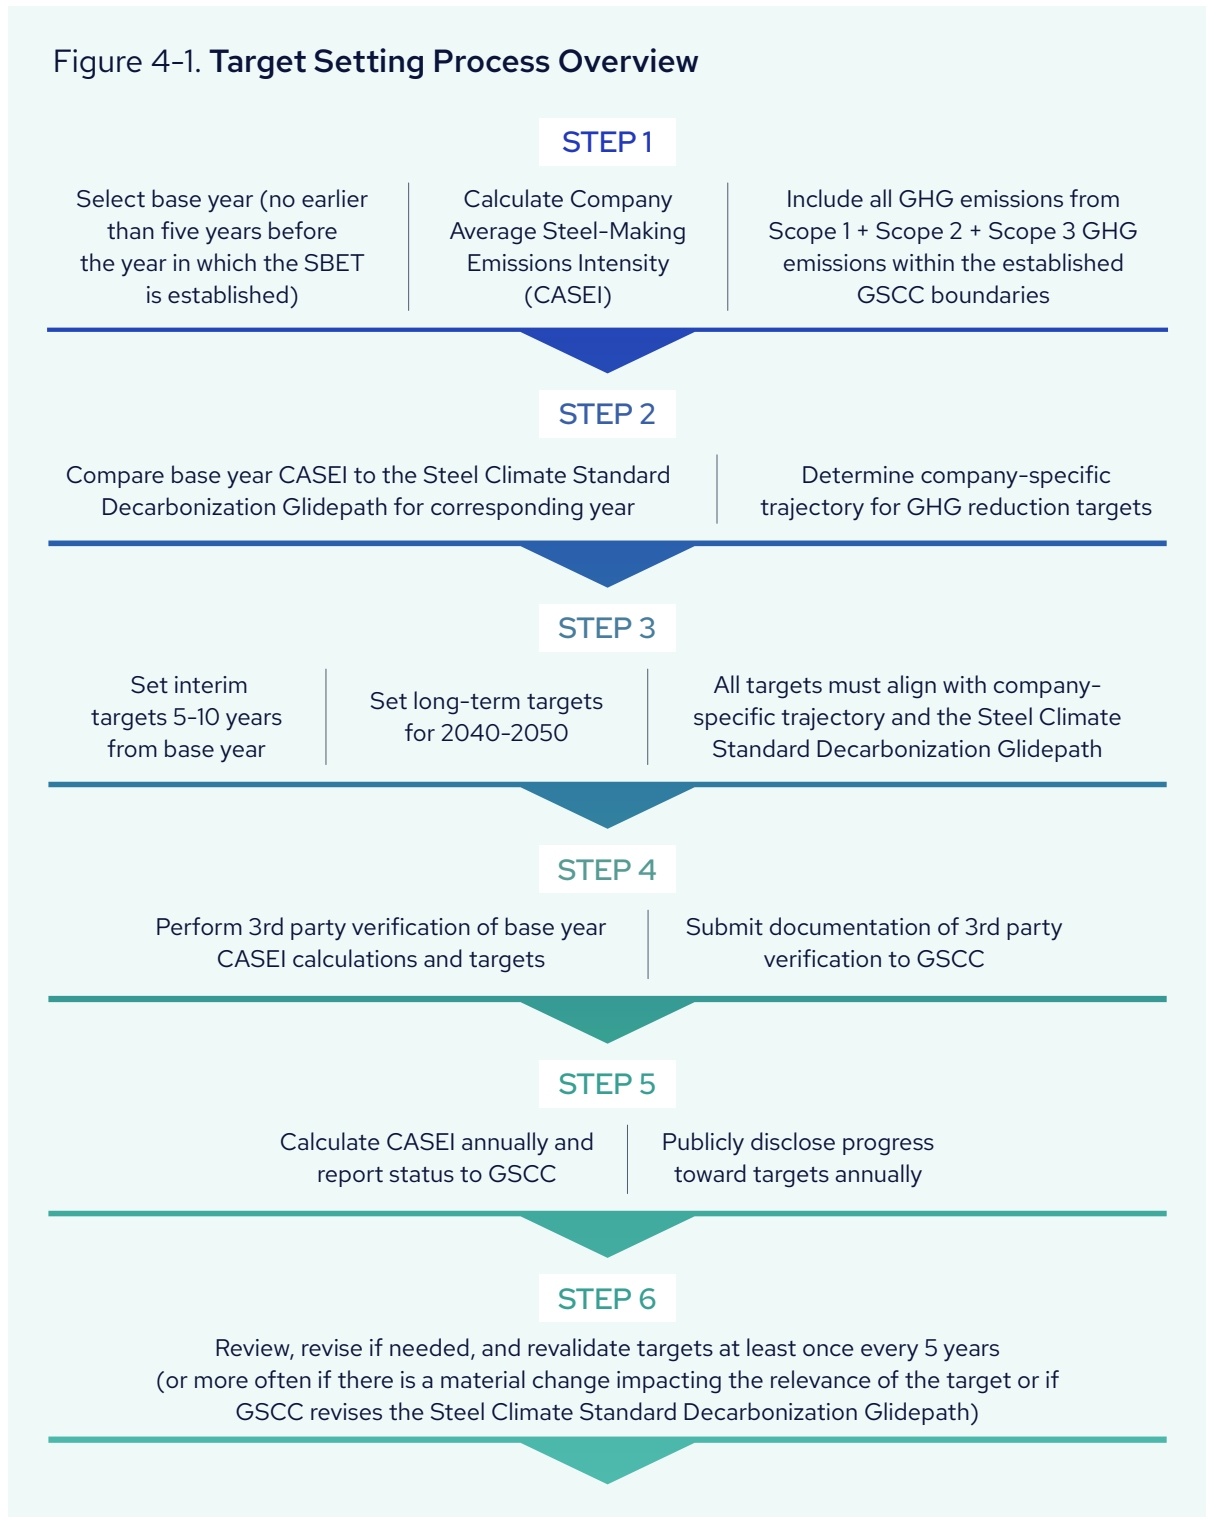 Figure 4-1. Target Setting Process Overview
STEP 1
Select base year (no earlier
than five years before
the year in which the SBET
is established)
Calculate Company
Average Steel-Making
Emissions Intensity
(CASEI)
Include all GHG emissions from
Scope 1 + Scope 2 + Scope 3 GHG
emissions within the established
GSCC boundaries
STEP 2
Compare base year CASEI to the Steel Climate Standard
Decarbonization Glidepath for corresponding year
Determine company-specific
trajectory for GHG reduction targets
STEP 3
Set interim
targets 5-10 years
from base year
Set long-term targets
for 2040-2050
All targets must align with company-
specific trajectory and the Steel Climate
Standard Decarbonization Glidepath
STEP 4
Perform 3rd party verification of base year
CASEI calculations and targets
Submit documentation of 3rd party
verification to GSCC
STEP 5
Calculate CASEI annually and
report status to GSCC
Publicly disclose progress
toward targets annually
STEP 6
Review, revise if needed, and revalidate targets at least once every 5 years
(or more often if there is a material change impacting the relevance of the target or if
GSCC revises the Steel Climate Standard Decarbonization Glidepath)